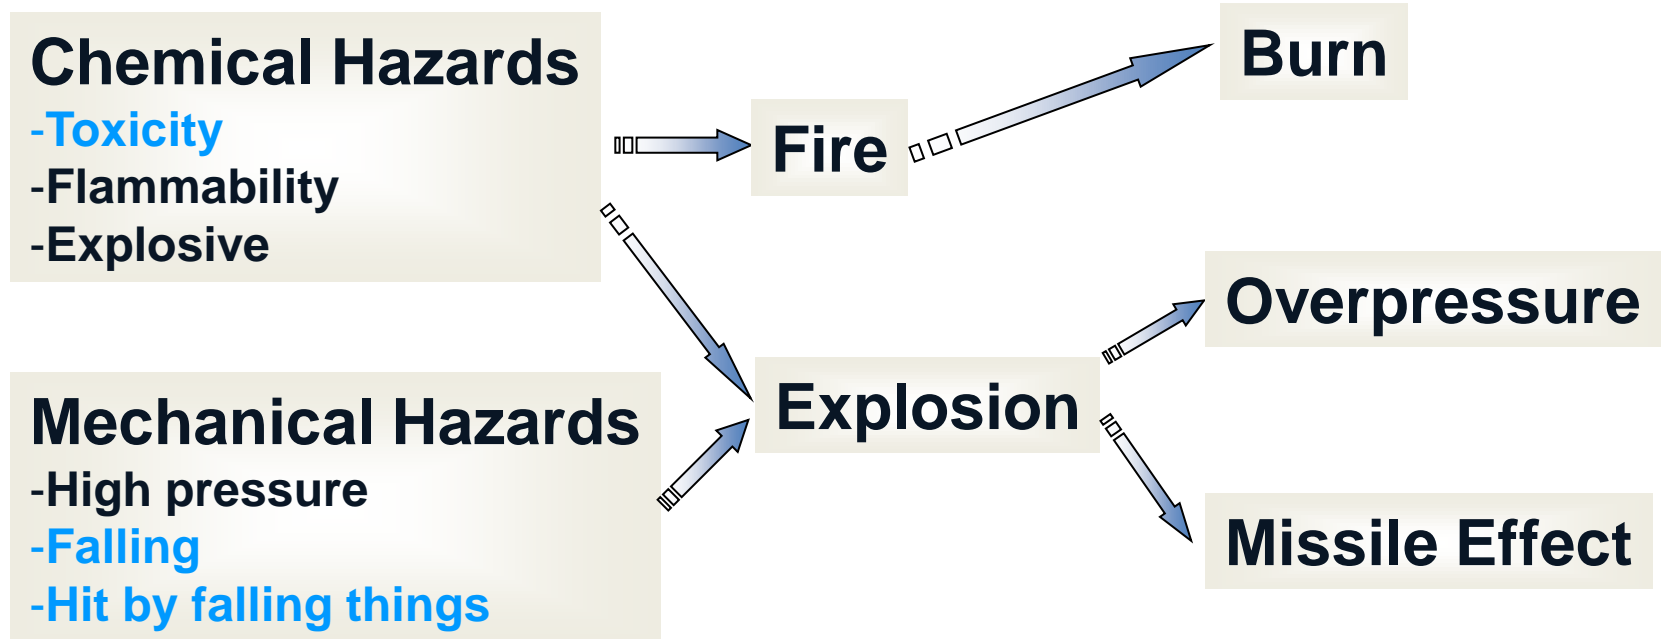 Chemical Hazards
-Toxicity
-Flammability
-Explosive
Mechanical Hazards
-High pressure
-Falling
-Hit by falling things
Fire
Explosion
Burn
Overpressure
Missile Effect